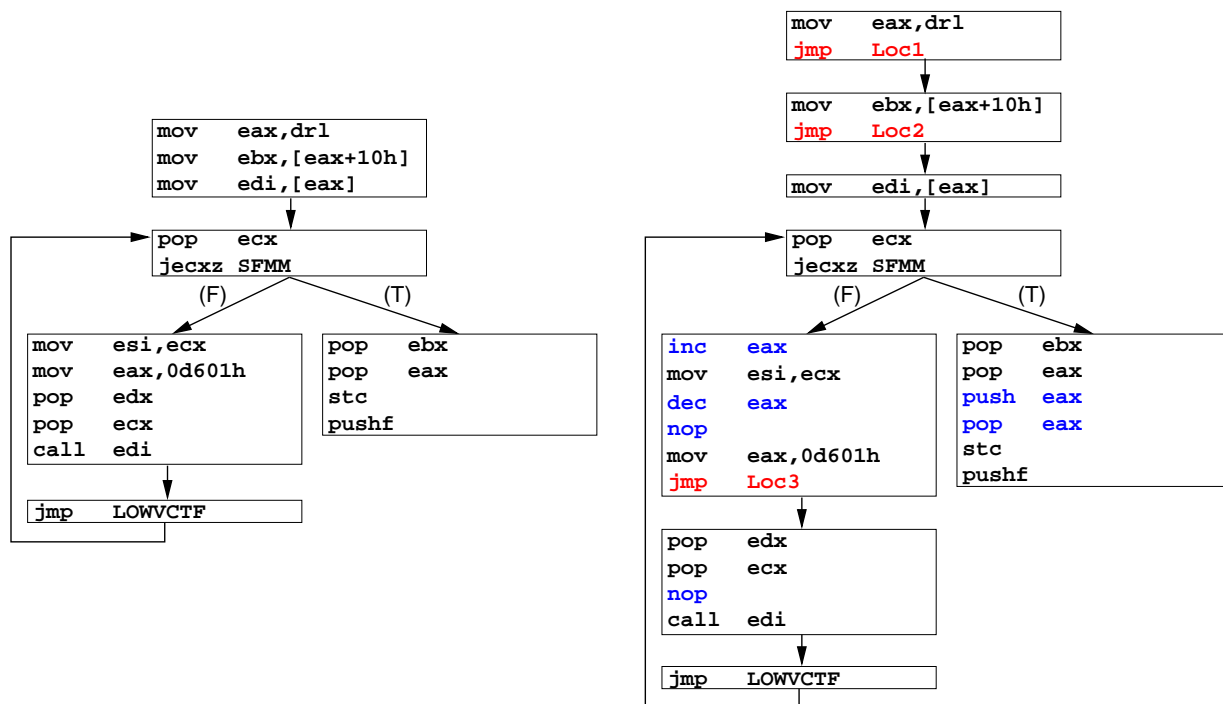 mov eax,drl
mov ebx,[eax+10h]
mov edi,[eax]
pop ecx
jecxz SFMM
(F)
(T)
mov esi,ecx
mov eax,0d601h
pop edx
pop ecx
call edi
pop ebx
pop eax
stc
pushf
jmp LOWVCTF
mov eax,drl
jmp Loc1
mov ebx,[eax+10h]
jmp Loc2
mov edi,[eax]
pop ecx
jecxz SFMM
(F)
(T)
inc eax
mov esi,ecx
dec eax
nop
mov eax,0d601h
jmp Loc3
pop ebx
pop eax
push eax
pop eax
stc
pushf
pop edx
pop ecx
nop
call edi
jmp LOWVCTF